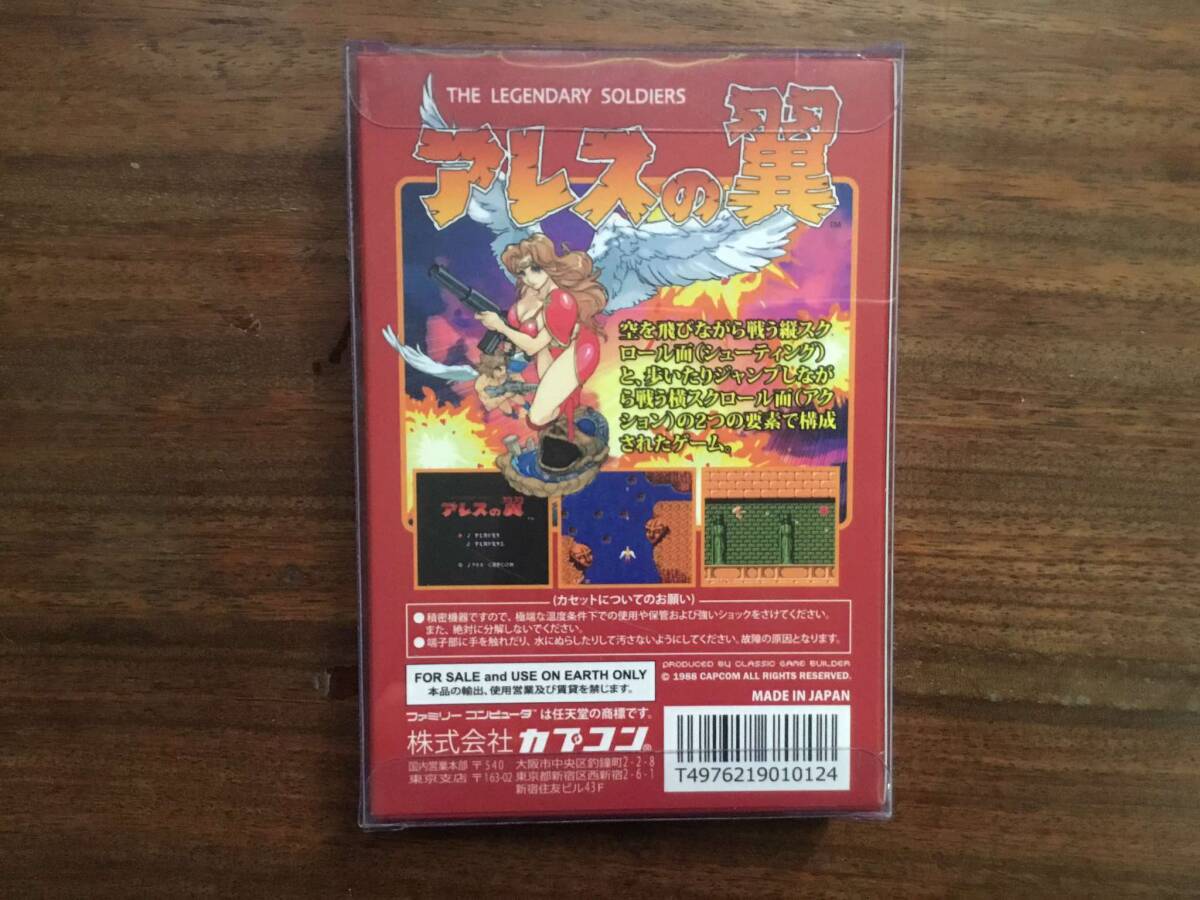 THE LEGENDARY SOLDIERS
アレスの翼
TM
空を飛びながら戦う縦スク
ロール面(シューティング)
と、歩いたりジャンプしなが
ら戦う横スクロール面(アク
ション)の2つの要素で構成
されたゲーム。
アレスの翼
(カセットについてのお願い)
●積密機器ですので、極端な温度条件下での使用や保管および強いショックをさけてください。
また、絶対に分解しないでください。
●端子部に手を触れたり、水にぬらしたりして汚さないようにしてください。故障の原因となります。
FOR SALE and USE ON EARTH ONLY
本品の輸出、使用営業及び賃貸を禁じます。
PRODUCED BY CLASSIC GAME BUILDER
© 1988 CAPCOM ALL RIGHTS RESERVED.
MADE IN JAPAN
ファミリー コンピュータ™は任天堂の商標です。
株式会社 カプコン®
国内営業本部 〒540 大阪市中央区釣鐘町2-2-8
東京支店 〒163-02 東京都新宿区西新宿2-6-1
新宿住友ビル43F
T4976219010124